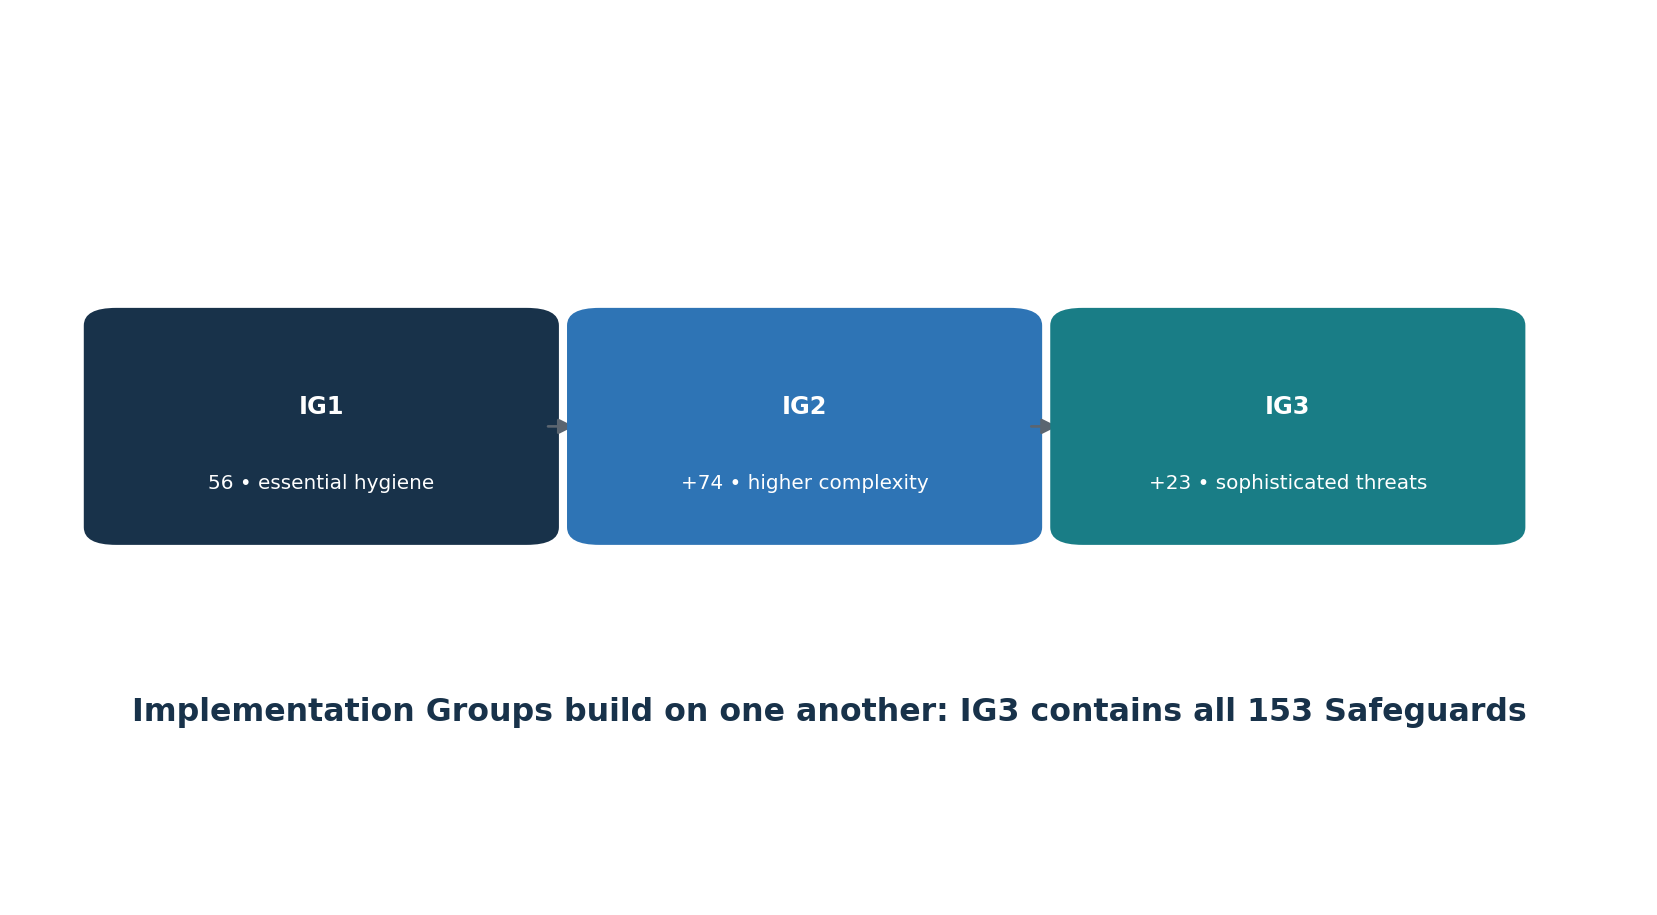 IG1
56 • essential hygiene
IG2
+74 • higher complexity
IG3
+23 • sophisticated threats
Implementation Groups build on one another: IG3 contains all 153 Safeguards